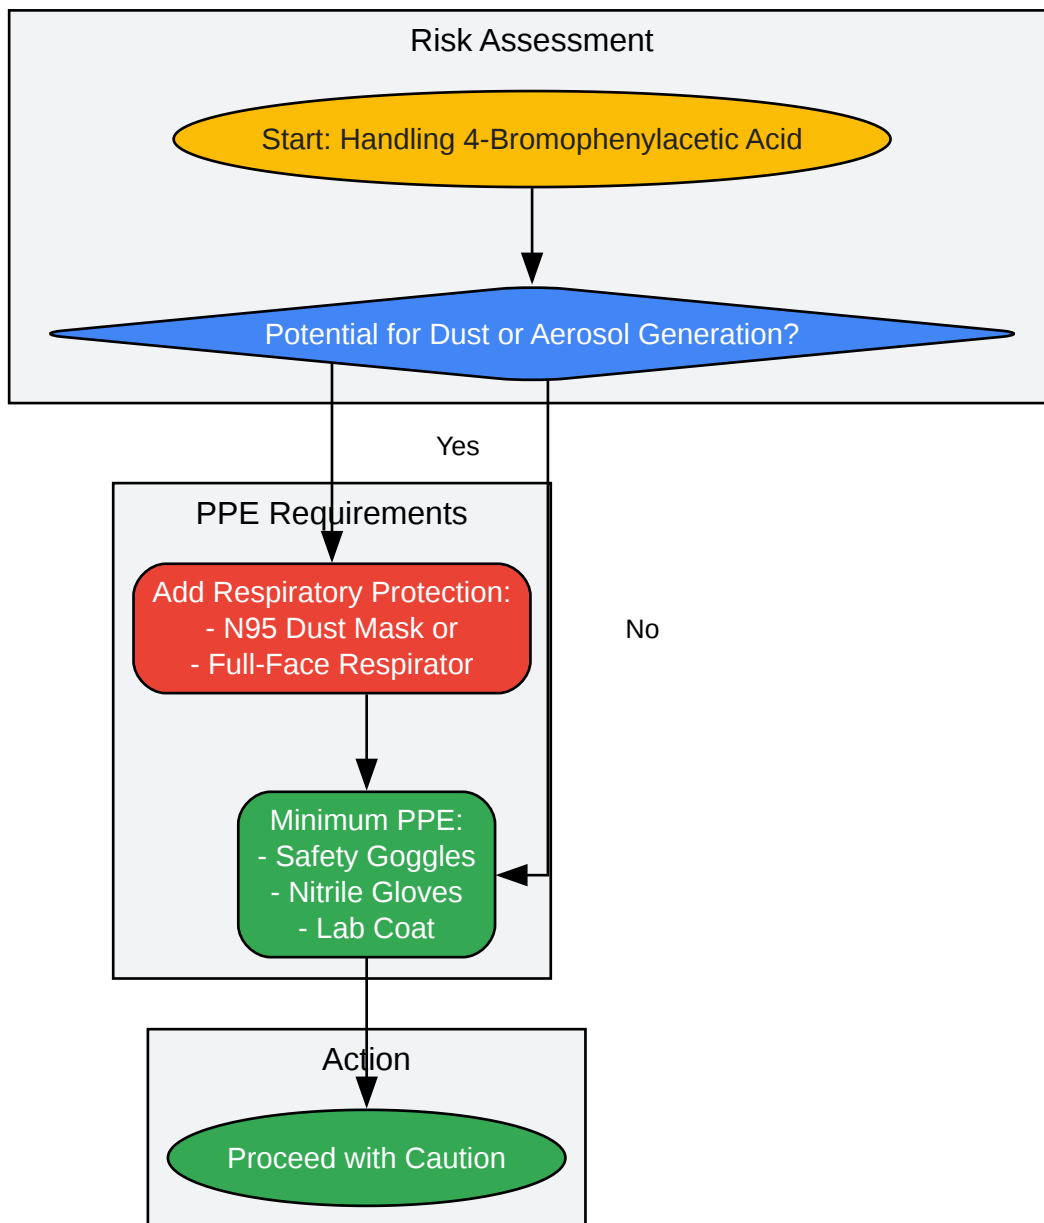 Risk Assessment
Start: Handling 4-Bromophenylacetic Acid
Potential for Dust or Aerosol Generation?
Yes
PPE Requirements
Add Respiratory Protection:
- N95 Dust Mask or
- Full-Face Respirator
No
Minimum PPE:
- Safety Goggles
- Nitrile Gloves
- Lab Coat
Action
Proceed with Caution